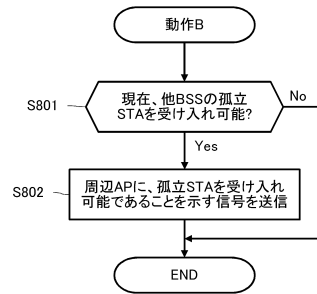 動作B
S801
現在、他BSSの孤立
STAを受け入れ可能?
No
Yes
S802
周辺APに、孤立STAを受け入れ
可能であることを示す信号を送信
END